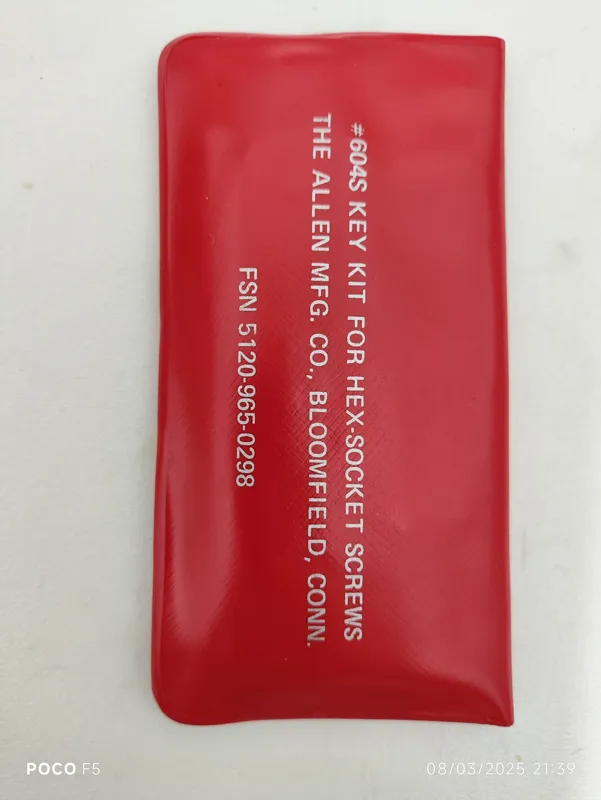 #604S KEY KIT FOR HEX-SOCKET SCREWS
THE ALLEN MFG. CO., BLOOMFIELD, CONN.
FSN 5120-965-0298
POCO F5
08/03/2025 21:39